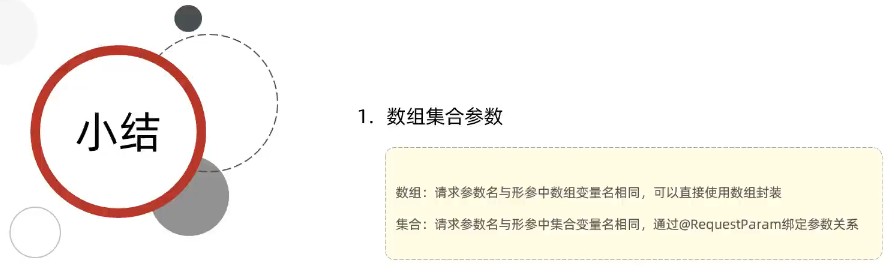 小结
1. 数组集合参数
数组：请求参数名与形参中数组变量名相同，可以直接使用数组封装
集合：请求参数名与形参中集合变量名相同，通过@RequestParam绑定参数关系